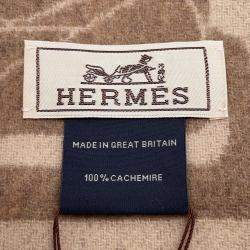 HERMÈS
MADE IN GREAT BRITAIN
100% CACHEMIRE